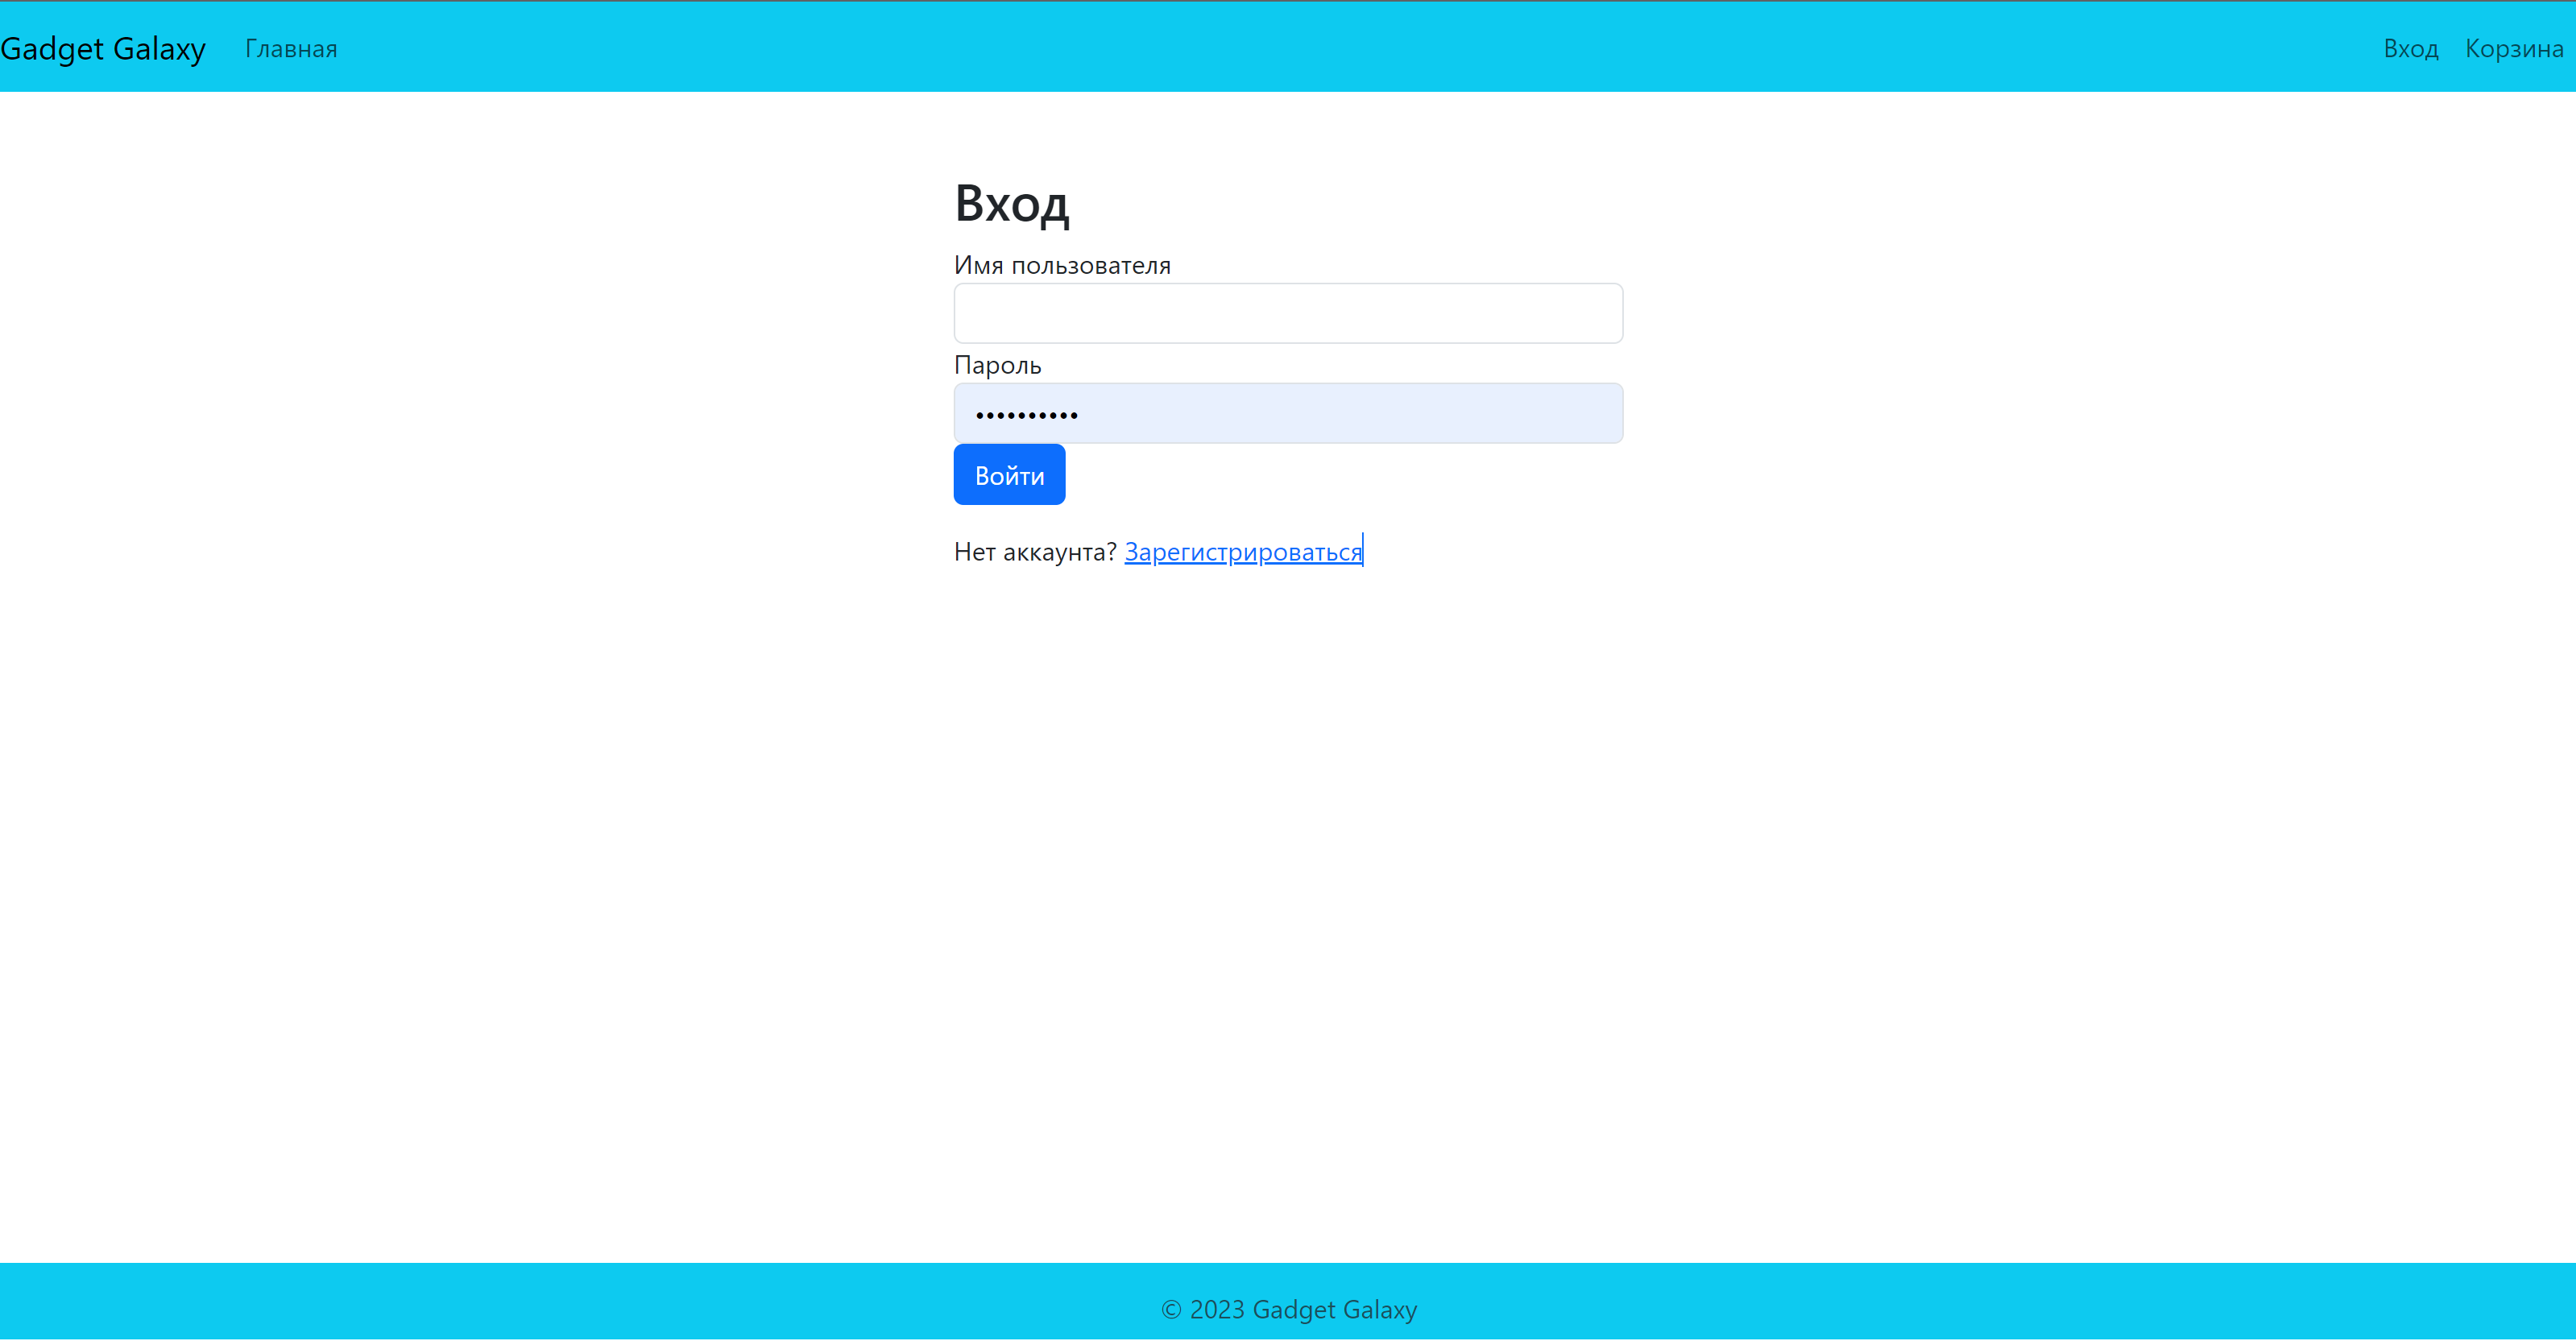 Gadget Galaxy Главная Вход Корзина
Вход
Имя пользователя
Пароль
••••••••••
Войти
Нет аккаунта? Зарегистрироваться
© 2023 Gadget Galaxy